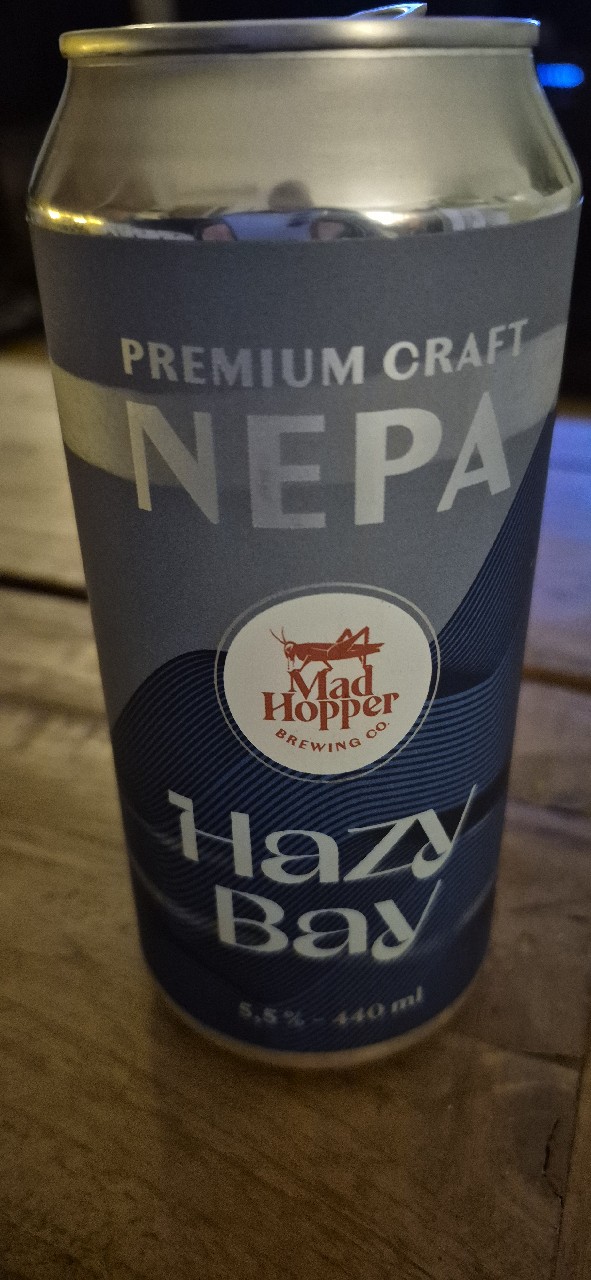 PREMIUM CRAFT
NEPA
Mad
Hopper
BREWING CO.
Hazy
Bay
5,5% - 440 ml